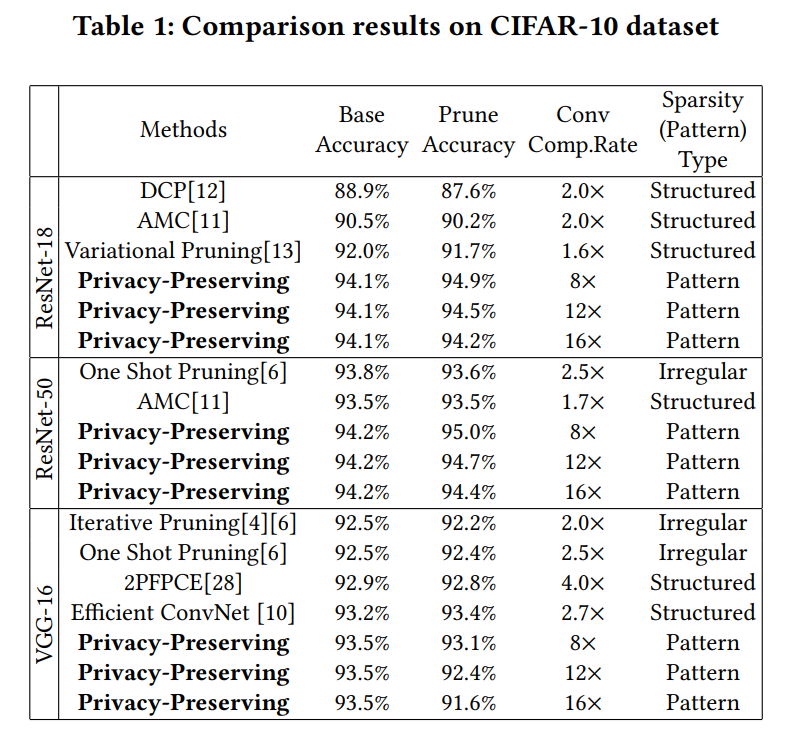 Table 1: Comparison results on CIFAR-10 dataset
Methods Base Accuracy Prune Accuracy Conv Comp.Rate Sparsity (Pattern) Type
ResNet-18
DCP[12] 88.9% 87.6% 2.0× Structured
AMC[11] 90.5% 90.2% 2.0× Structured
Variational Pruning[13] 92.0% 91.7% 1.6× Structured
Privacy-Preserving 94.1% 94.9% 8× Pattern
Privacy-Preserving 94.1% 94.5% 12× Pattern
Privacy-Preserving 94.1% 94.2% 16× Pattern
ResNet-50
One Shot Pruning[6] 93.8% 93.6% 2.5× Irregular
AMC[11] 93.5% 93.5% 1.7× Structured
Privacy-Preserving 94.2% 95.0% 8× Pattern
Privacy-Preserving 94.2% 94.7% 12× Pattern
Privacy-Preserving 94.2% 94.4% 16× Pattern
VGG-16
Iterative Pruning[4][6] 92.5% 92.2% 2.0× Irregular
One Shot Pruning[6] 92.5% 92.4% 2.5× Irregular
2PFPCE[28] 92.9% 92.8% 4.0× Structured
Efficient ConvNet [10] 93.2% 93.4% 2.7× Structured
Privacy-Preserving 93.5% 93.1% 8× Pattern
Privacy-Preserving 93.5% 92.4% 12× Pattern
Privacy-Preserving 93.5% 91.6% 16× Pattern